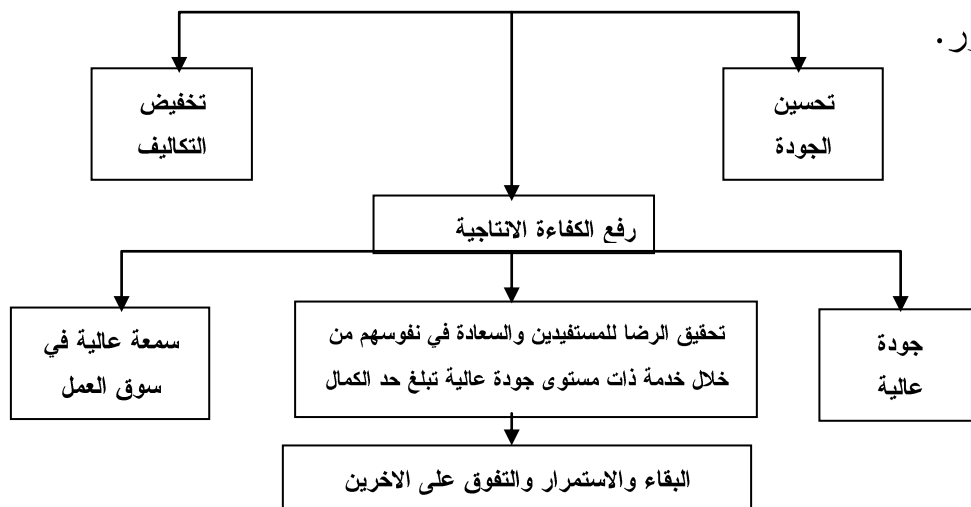 تحسين
الجودة
تخفيض
التكاليف
رفع الكفاءة الانتاجية
جودة
عالية
تحقيق الرضا للمستفيدين والسعادة في نفوسهم من
خلال خدمة ذات مستوى جودة عالية تبلغ حد الكمال
سمعة عالية في
سوق العمل
البقاء والاستمرار والتفوق على الاخرين